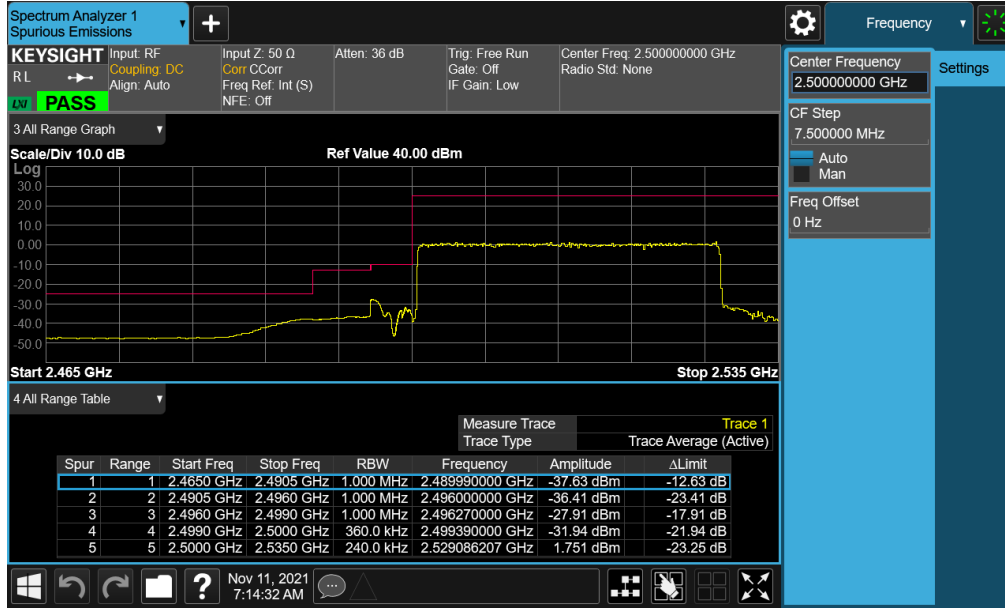 Spectrum Analyzer 1
Spurious Emissions
+
Frequency
KEYSIGHT
Input: RF
Input Z: 50 Ω
Atten: 36 dB
Trig: Free Run
Center Freq: 2.500000000 GHz
R L
Coupling: DC
Corr CCorr
Gate: Off
Radio Std: None
Align: Auto
Freq Ref: Int (S)
IF Gain: Low
LXI
PASS
NFE: Off
3 All Range Graph
Scale/Div 10.0 dB
Ref Value 40.00 dBm
Log
30.0
20.0
10.0
0.00
-10.0
-20.0
-30.0
-40.0
-50.0
Start 2.465 GHz
Stop 2.535 GHz
4 All Range Table
Measure Trace Trace 1
Trace Type Trace Average (Active)
Spur Range Start Freq Stop Freq RBW Frequency Amplitude ΔLimit
1 1 2.4650 GHz 2.4905 GHz 1.000 MHz 2.489990000 GHz -37.63 dBm -12.63 dB
2 2 2.4905 GHz 2.4960 GHz 1.000 MHz 2.496000000 GHz -36.41 dBm -23.41 dB
3 3 2.4960 GHz 2.4990 GHz 1.000 MHz 2.496270000 GHz -27.91 dBm -17.91 dB
4 4 2.4990 GHz 2.5000 GHz 360.0 kHz 2.499390000 GHz -31.94 dBm -21.94 dB
5 5 2.5000 GHz 2.5350 GHz 240.0 kHz 2.529086207 GHz 1.751 dBm -23.25 dB
?
Nov 11, 2021
7:14:32 AM
Center Frequency
2.500000000 GHz
Settings
CF Step
7.500000 MHz
Auto
Man
Freq Offset
0 Hz